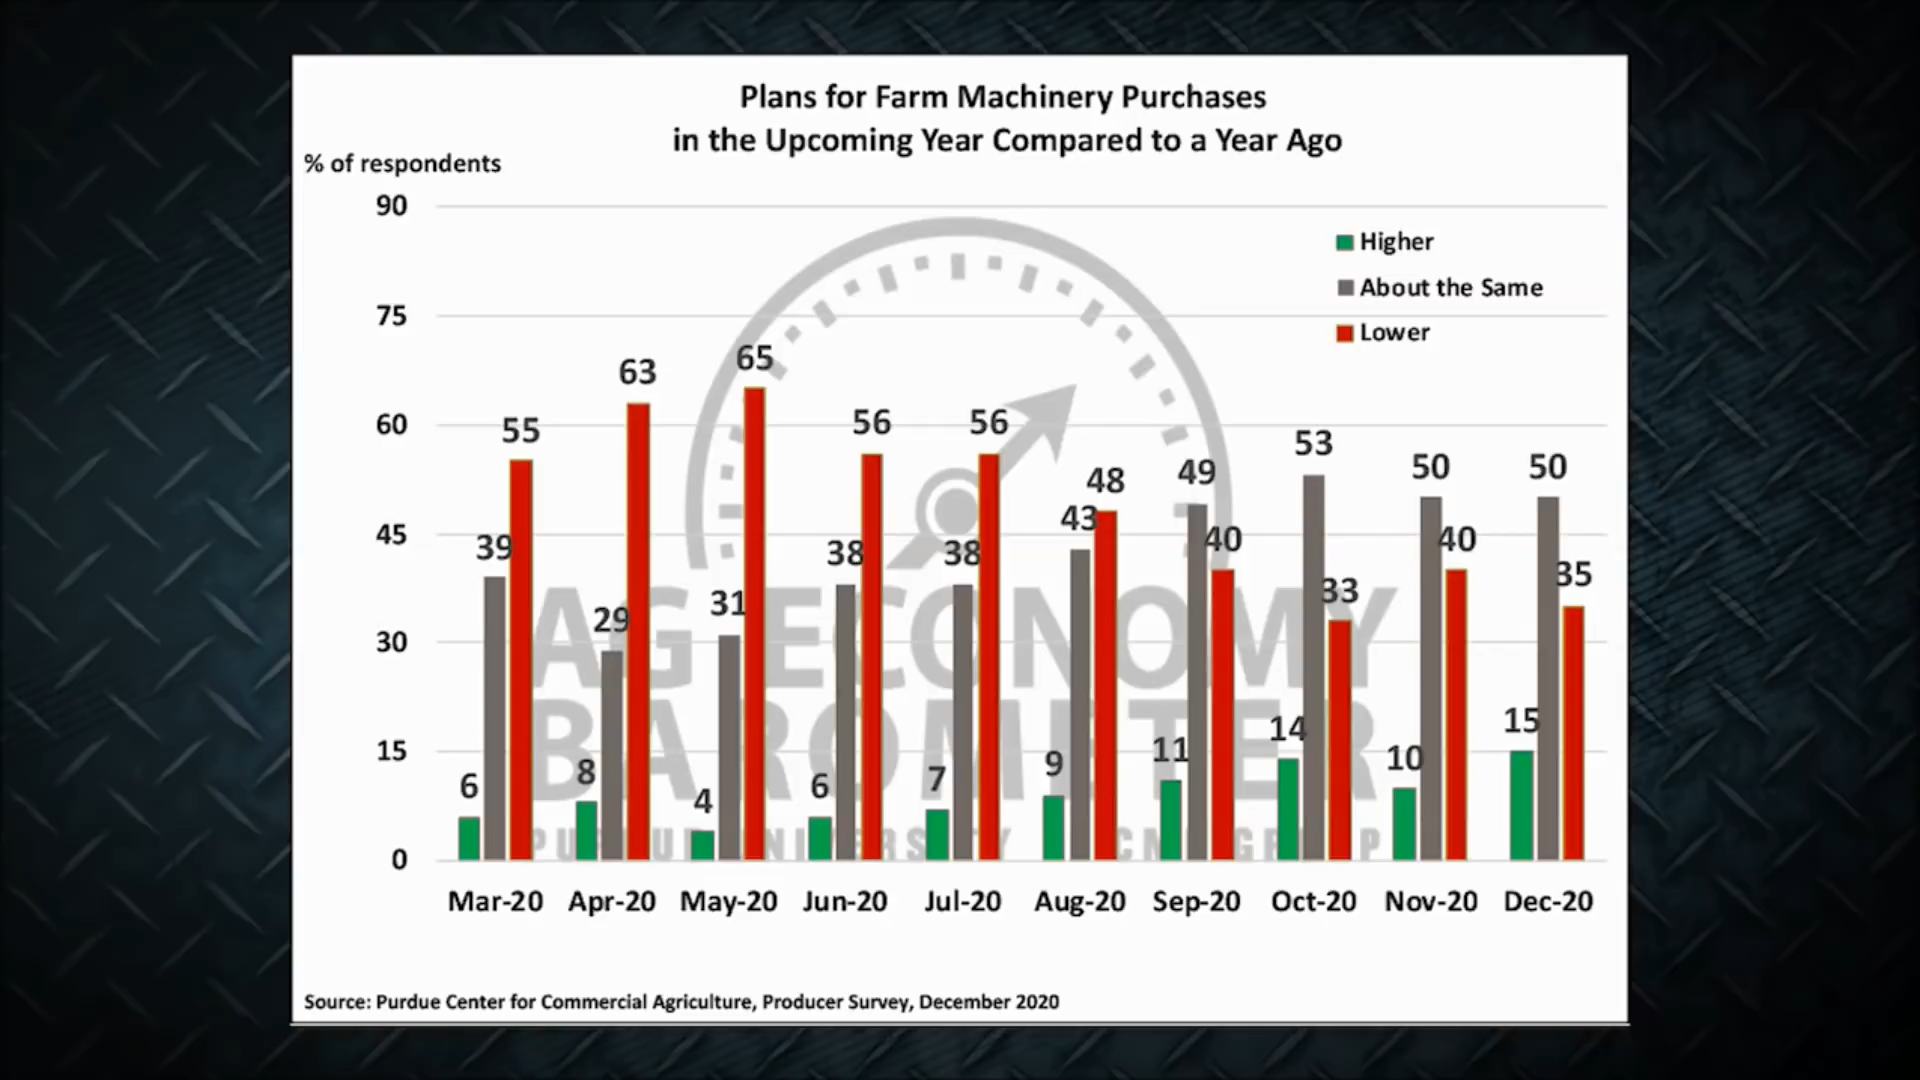 Plans for Farm Machinery Purchases
in the Upcoming Year Compared to a Year Ago
% of respondents
90
75
60
45
30
15
0
Higher
About the Same
Lower
6 39 55
8 29 63
4 31 65
6 38 56
7 38 56
9 43 48
11 49 40
14 53 33
10 50 40
15 50 35
AG ECONOMY
BAROMETER
Mar-20 Apr-20 May-20 Jun-20 Jul-20 Aug-20 Sep-20 Oct-20 Nov-20 Dec-20
Source: Purdue Center for Commercial Agriculture, Producer Survey, December 2020